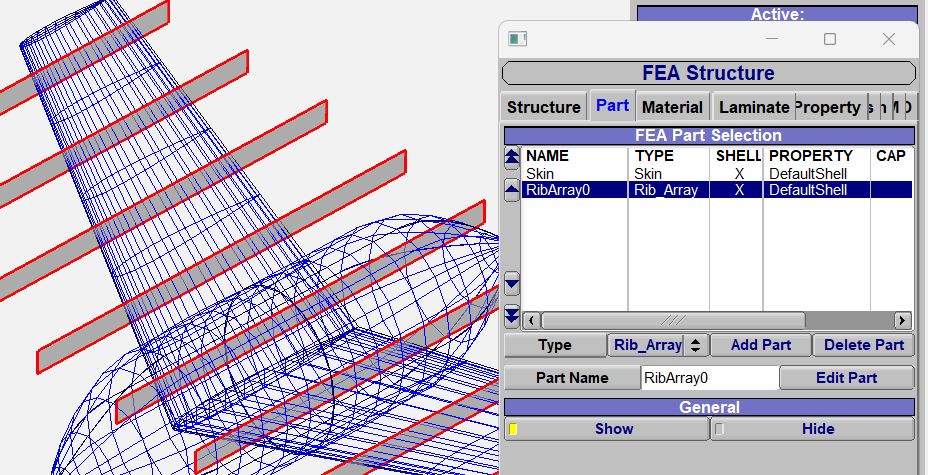 Active:
FEA Structure
Structure Part Material Laminate Property
FEA Part Selection
NAME TYPE SHELL PROPERTY CAP
Skin Skin X DefaultShell
RibArray0 Rib_Array X DefaultShell
Type Rib_Array Add Part Delete Part
Part Name RibArray0 Edit Part
General
Show Hide